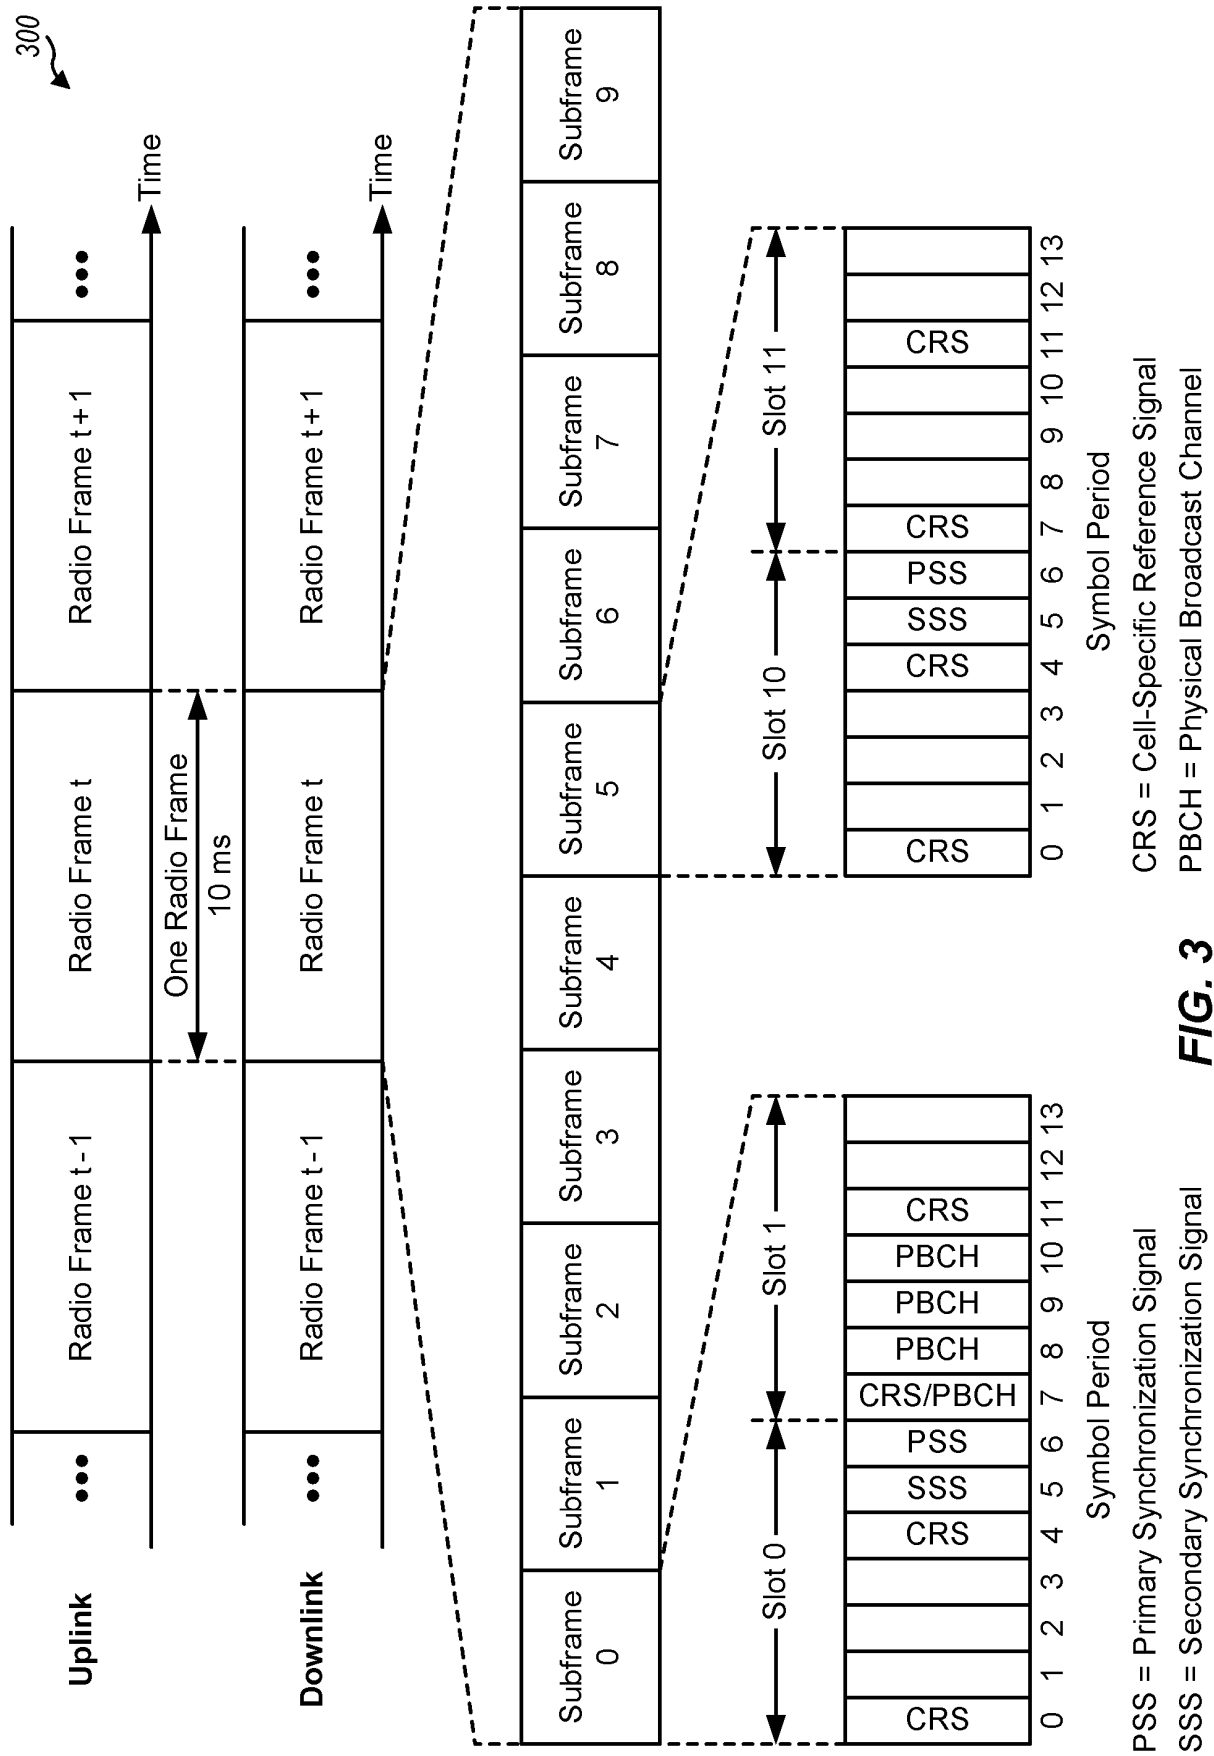 300
Uplink
•••
Radio Frame t - 1
Radio Frame t
Radio Frame t + 1
•••
Time
One Radio Frame
10 ms
Downlink
•••
Radio Frame t - 1
Radio Frame t
Radio Frame t + 1
•••
Time
Subframe 0
Subframe 1
Subframe 2
Subframe 3
Subframe 4
Subframe 5
Subframe 6
Subframe 7
Subframe 8
Subframe 9
Slot 0
Slot 1
CRS
CRS
SSS
PSS
CRS/PBCH
PBCH
PBCH
PBCH
CRS
0 1 2 3 4 5 6 7 8 9 10 11 12 13
Symbol Period
Slot 10
Slot 11
CRS
CRS
SSS
PSS
CRS
CRS
0 1 2 3 4 5 6 7 8 9 10 11 12 13
Symbol Period
PSS = Primary Synchronization Signal
SSS = Secondary Synchronization Signal
CRS = Cell-Specific Reference Signal
PBCH = Physical Broadcast Channel
FIG. 3